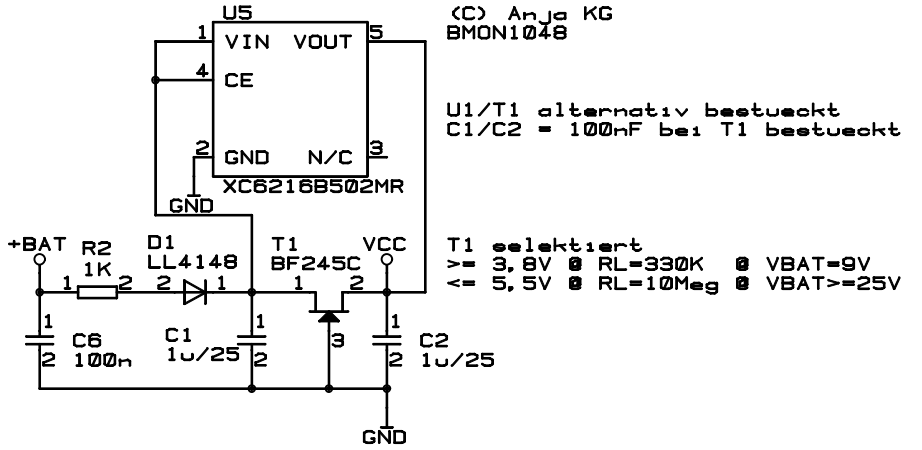 U5
(C) Anja KG
BMON1048
1 VIN VOUT 5
4 CE
U1/T1 alternativ bestueckt
C1/C2 = 100nF bei T1 bestueckt
2 GND N/C 3
XC6216B502MR
GND
+BAT R2 D1 T1 VCC
1K LL4148 BF245C
T1 selektiert
>= 3,8V @ RL=330K @ VBAT=9V
<= 5,5V @ RL=10Meg @ VBAT>=25V
1 2 2 1 1 2
1 1 1
C6 C1 3 C2
100n 1u/25 1u/25
2 2 2
GND